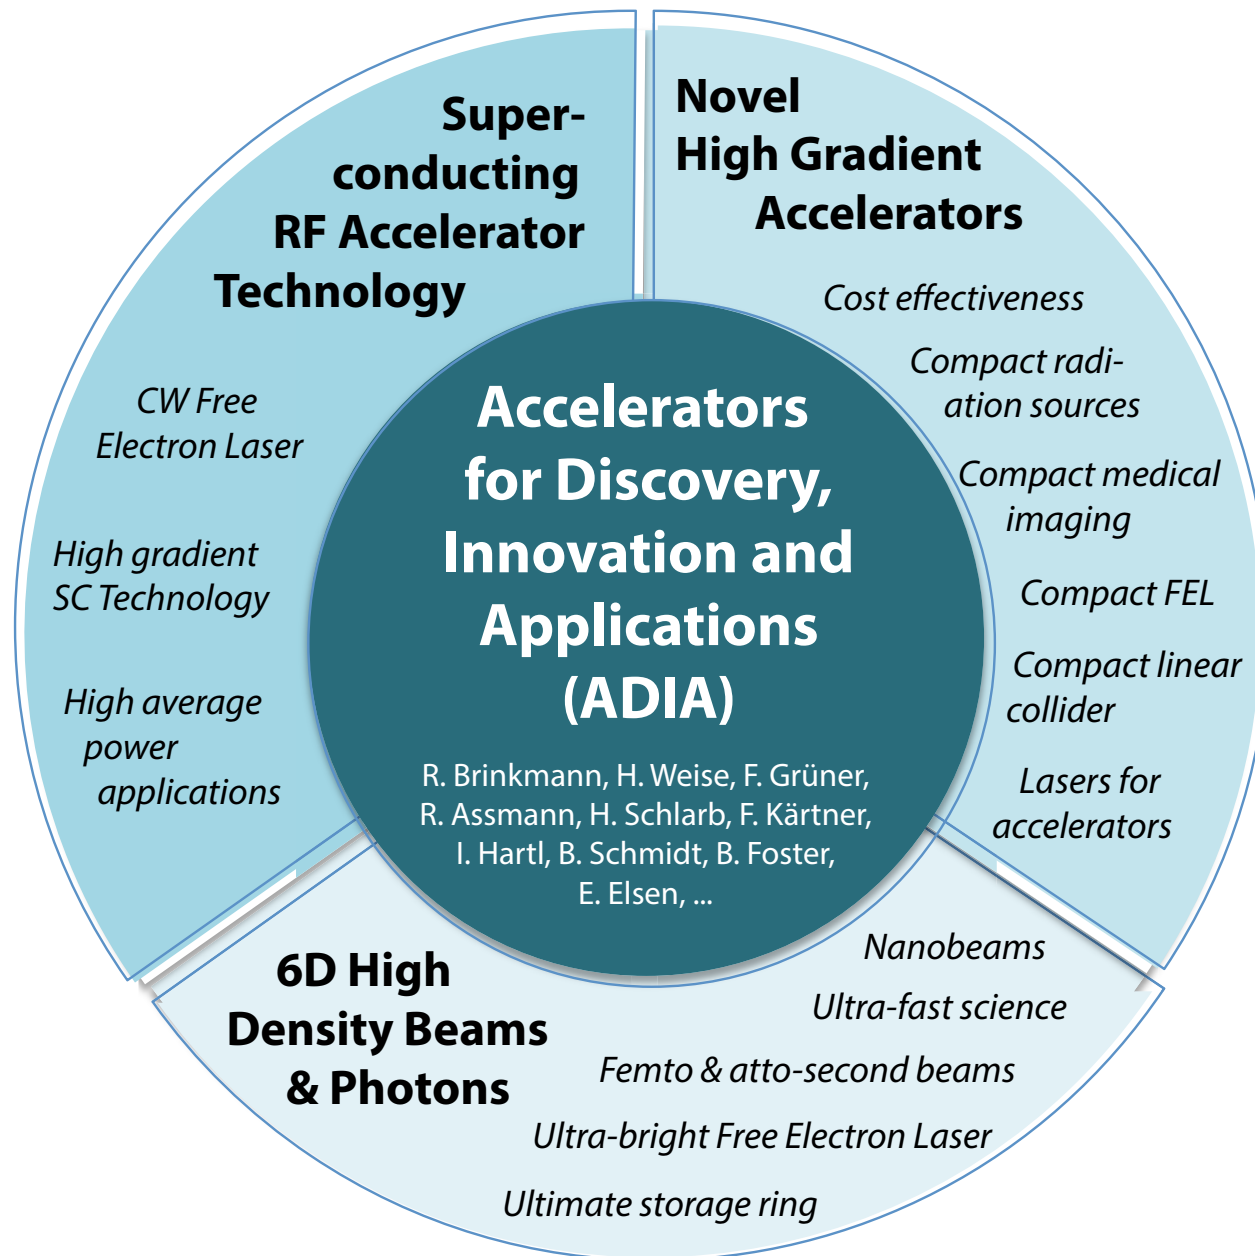 Super-
conducting
RF Accelerator
Technology
CW Free
Electron Laser
High gradient
SC Technology
High average
power
applications
Novel
High Gradient
Accelerators
Cost effectiveness
Compact radi-
ation sources
Compact medical
imaging
Compact FEL
Compact linear
collider
Lasers for
accelerators
Accelerators
for Discovery,
Innovation and
Applications
(ADIA)
R. Brinkmann, H. Weise, F. Grüner,
R. Assmann, H. Schlarb, F. Kärtner,
I. Hartl, B. Schmidt, B. Foster,
E. Elsen, ...
6D High
Density Beams
& Photons
Nanobeams
Ultra-fast science
Femto & atto-second beams
Ultra-bright Free Electron Laser
Ultimate storage ring